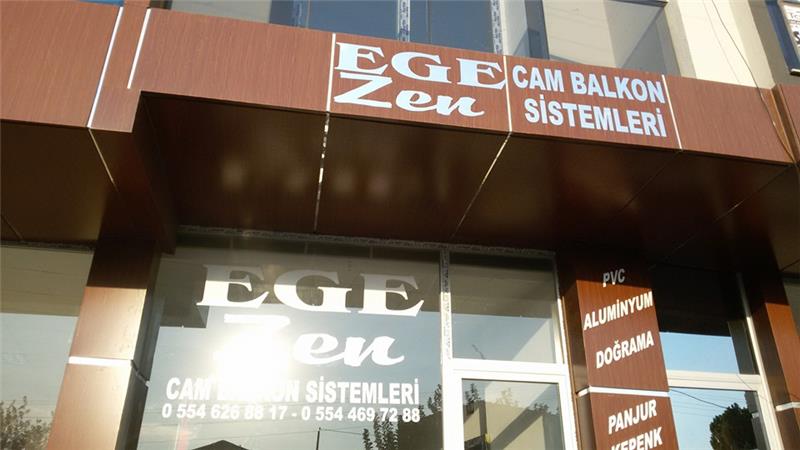 EGE
Zen
CAM BALKON
SİSTEMLERİ
EGE
Zen
CAM BALKON SİSTEMLERİ
0 554 626 88 17 - 0 554 469 72 88
PVC
ALUMİNYUM
DOĞRAMA
PANJUR
KEPENK